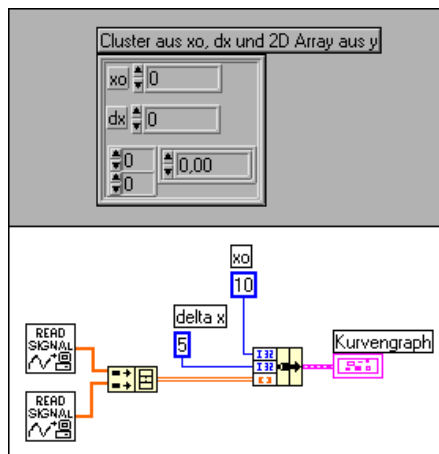 Cluster aus xo, dx und 2D Array aus y
xo 0
dx 0
0 0,00
0
xo
10
delta x
5
READ SIGNAL
READ SIGNAL
I32
I32
Kurvengraph